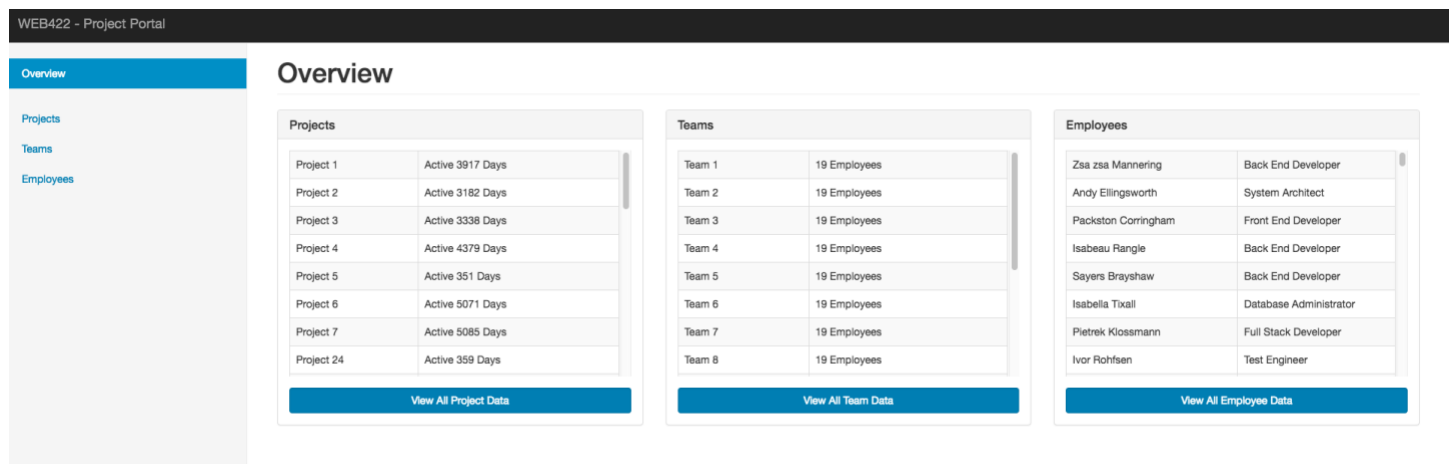 WEB422 - Project Portal
Overview
Projects
Teams
Employees
Overview
Projects
Project 1 Active 3917 Days
Project 2 Active 3182 Days
Project 3 Active 3338 Days
Project 4 Active 4379 Days
Project 5 Active 351 Days
Project 6 Active 5071 Days
Project 7 Active 5085 Days
Project 24 Active 359 Days
View All Project Data
Teams
Team 1 19 Employees
Team 2 19 Employees
Team 3 19 Employees
Team 4 19 Employees
Team 5 19 Employees
Team 6 19 Employees
Team 7 19 Employees
Team 8 19 Employees
View All Team Data
Employees
Zsa zsa Mannering Back End Developer
Andy Ellingsworth System Architect
Packston Corringham Front End Developer
Isabeau Rangle Back End Developer
Sayers Brayshaw Back End Developer
Isabella Tixall Database Administrator
Pietrek Klossmann Full Stack Developer
Ivor Rohfsen Test Engineer
View All Employee Data